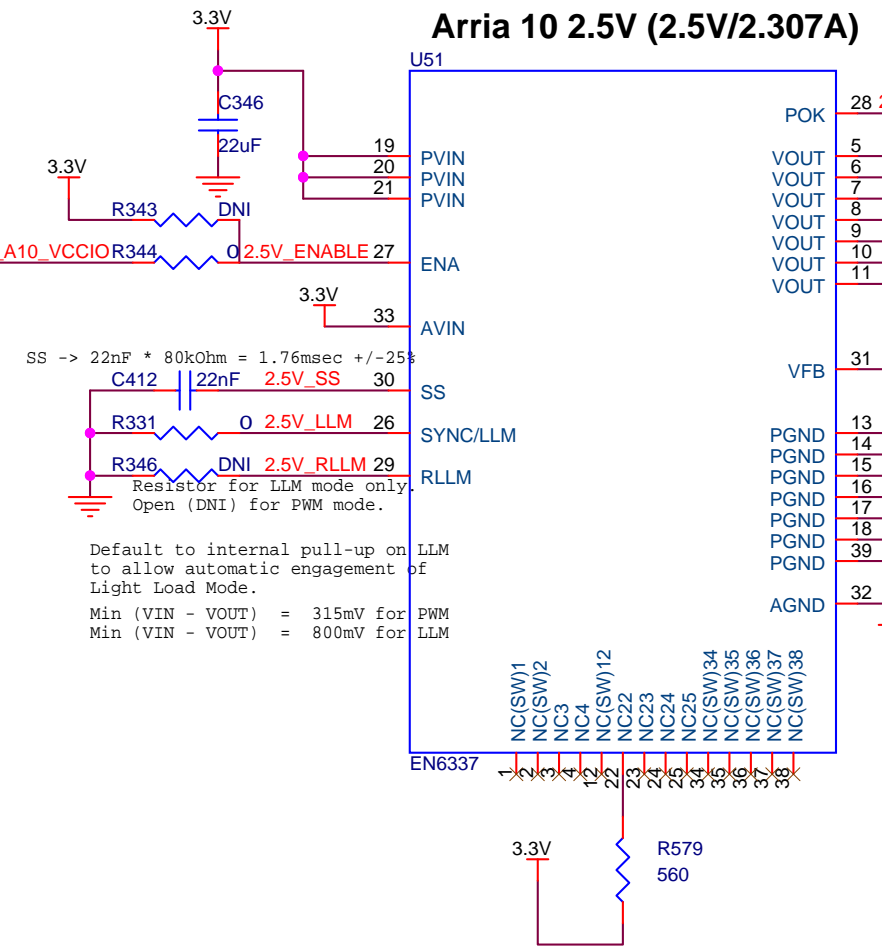 Arria 10 2.5V (2.5V/2.307A)
3.3V
U51
C346
22uF
28
POK
19 PVIN
20 PVIN
21 PVIN
VOUT 5
VOUT 6
VOUT 7
VOUT 8
VOUT 9
VOUT 10
VOUT 11
3.3V
R343 DNI
A10_VCCIO R344 0 2.5V_ENABLE 27 ENA
3.3V
33 AVIN
SS -> 22nF * 80kOhm = 1.76msec +/-25%
C412 22nF 2.5V_SS 30 SS
VFB 31
R331 0 2.5V_LLM 26 SYNC/LLM
R346 DNI 2.5V_RLLM 29 RLLM
Resistor for LLM mode only.
Open (DNI) for PWM mode.
PGND 13
PGND 14
PGND 15
PGND 16
PGND 17
PGND 18
PGND 39
AGND 32
Default to internal pull-up on LLM
to allow automatic engagement of
Light Load Mode.
Min (VIN - VOUT) = 315mV for PWM
Min (VIN - VOUT) = 800mV for LLM
NC(SW)1
NC(SW)2
NC3
NC4
NC(SW)12
NC22
NC23
NC24
NC25
NC(SW)34
NC(SW)35
NC(SW)36
NC(SW)37
NC(SW)38
EN6337
1 2 3 4 12 22 23 24 25 34 35 36 37 38
3.3V
R579
560